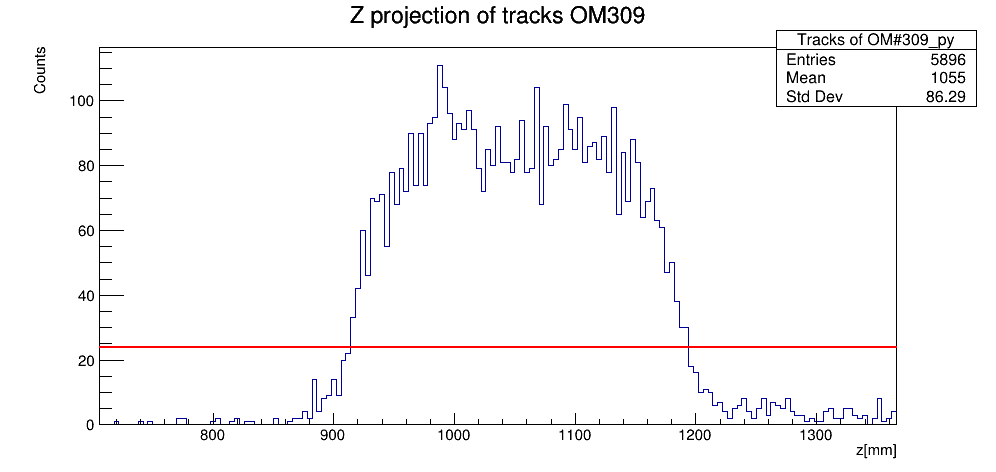 Z projection of tracks OM309
Tracks of OM#309_py
Entries 5896
Mean 1055
Std Dev 86.29
Counts
100
80
60
40
20
0
800 900 1000 1100 1200 1300
z[mm]